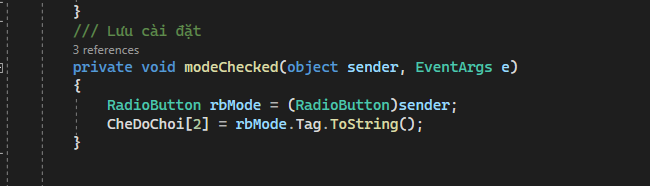 }
/// Lưu cài đặt
3 references
private void modeChecked(object sender, EventArgs e)
{
RadioButton rbMode = (RadioButton)sender;
CheDoChoi[2] = rbMode.Tag.ToString();
}